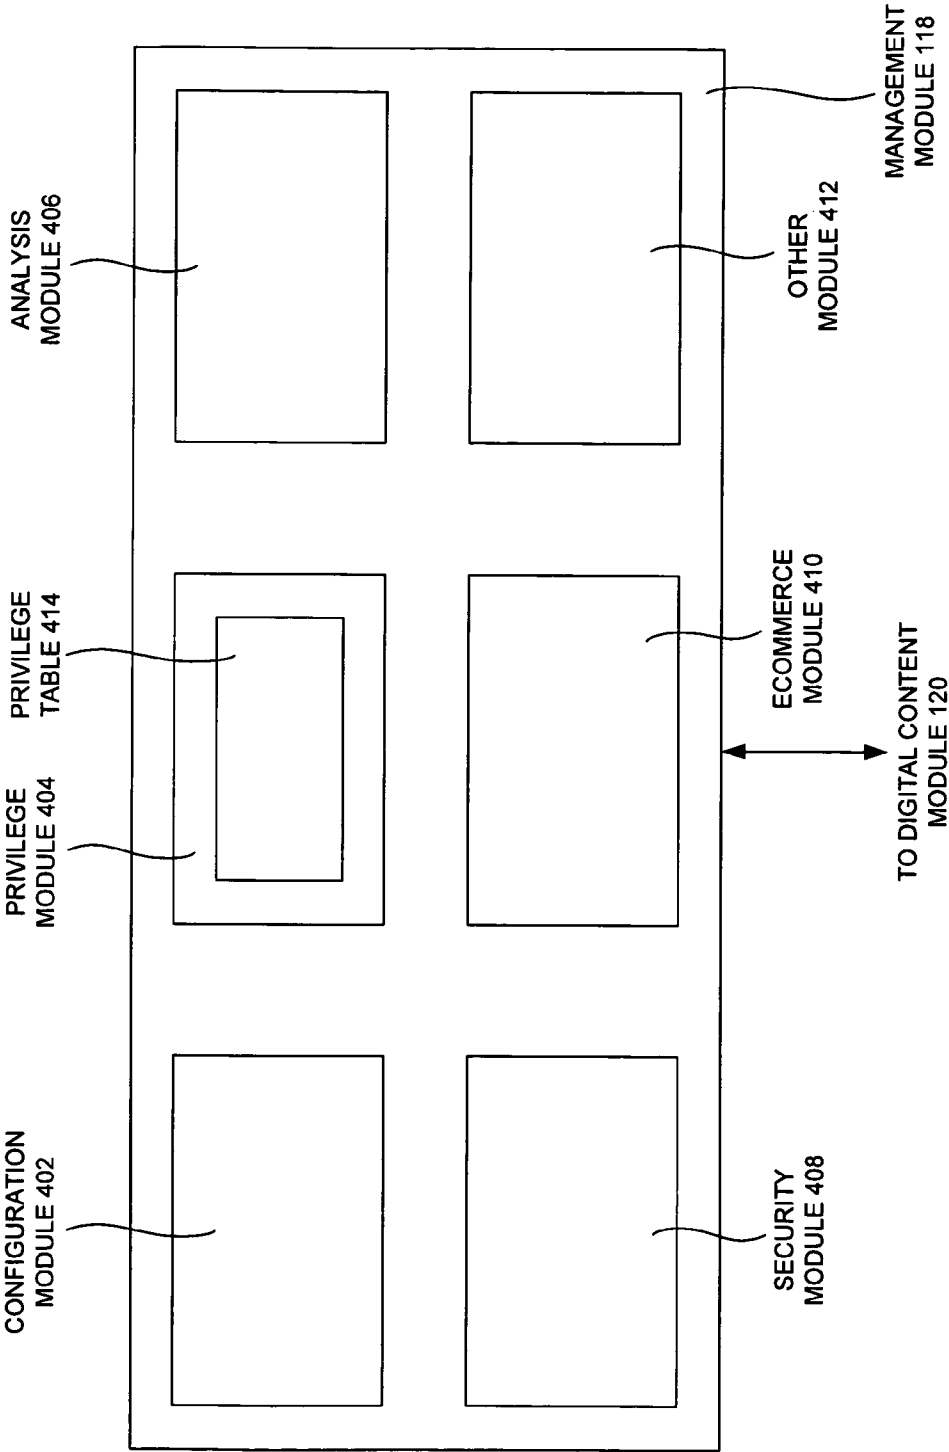 CONFIGURATION
MODULE 402
PRIVILEGE
MODULE 404
PRIVILEGE
TABLE 414
ANALYSIS
MODULE 406
SECURITY
MODULE 408
ECOMMERCE
MODULE 410
OTHER
MODULE 412
MANAGEMENT
MODULE 118
TO DIGITAL CONTENT
MODULE 120